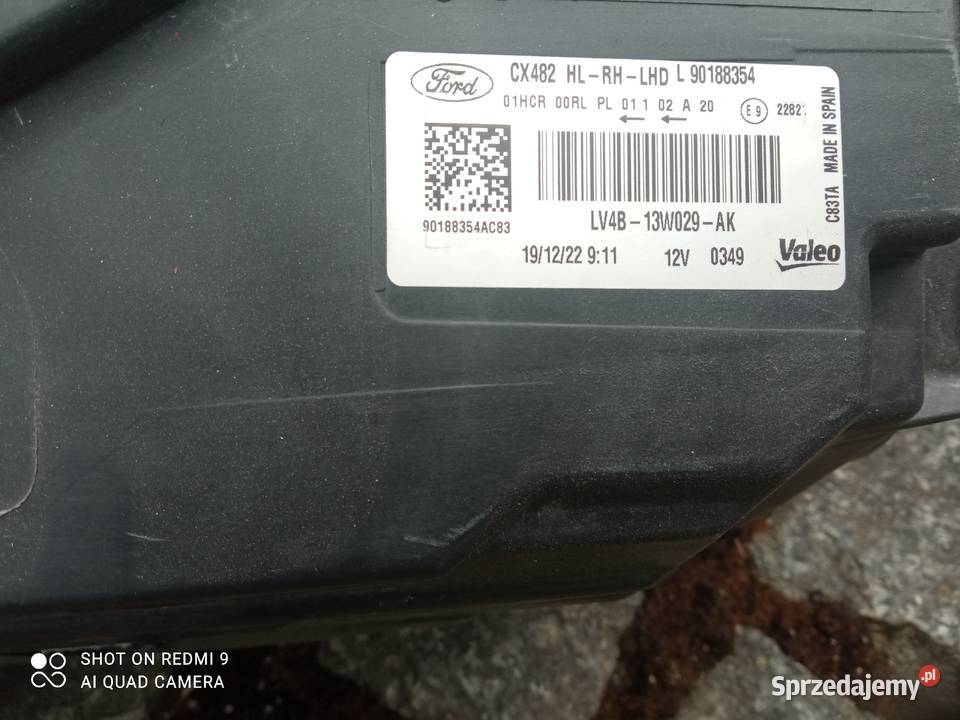 Ford CX482 HL-RH-LHD L 90188354
01HCR 00RL PL 01 1 02 A 20 E9 2282
90188354AC83
LV4B-13W029-AK
19/12/22 9:11 12V 0349 Valeo
C83TA MADE IN SPAIN
SHOT ON REDMI 9
AI QUAD CAMERA
Sprzedajemy.pl